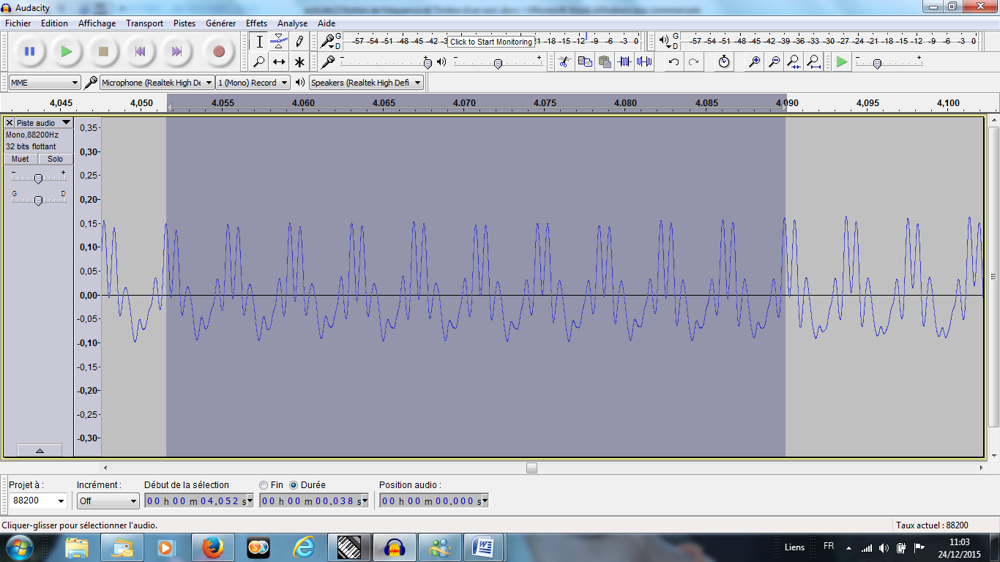 Audacity
Fichier Edition Affichage Transport Pistes Générer Effets Analyse Aide
G D -57 -54 -51 -48 -45 -42 -3 Click to Start Monitoring -21 -18 -15 -12 -9 -6 -3 0
G D -57 -54 -51 -48 -45 -42 -39 -36 -33 -30 -27 -24 -21 -18 -15 -12 -9 -6 -3 0
MME Microphone (Realtek High De 1 (Mono) Record Speakers (Realtek High Defi
4,045 4,050 4.055 4.060 4.065 4.070 4.075 4.080 4.085 4.090 4,095 4,100
Piste audio
Mono,88200Hz
32 bits flottant
Muet Solo
- +
G D
0,35
0,30
0,25
0,20
0,15
0,10
0,05
0,00
-0,05
-0,10
-0,15
-0,20
-0,25
-0,30
Projet à : Incrément : Début de la sélection Fin Durée Position audio :
88200 Off 00 h 00 m 04.052 s 00 h 00 m 00.038 s 00 h 00 m 00.000 s
Cliquer-glisser pour sélectionner l'audio. Taux actuel : 88200
Liens FR 11:03
24/12/2015